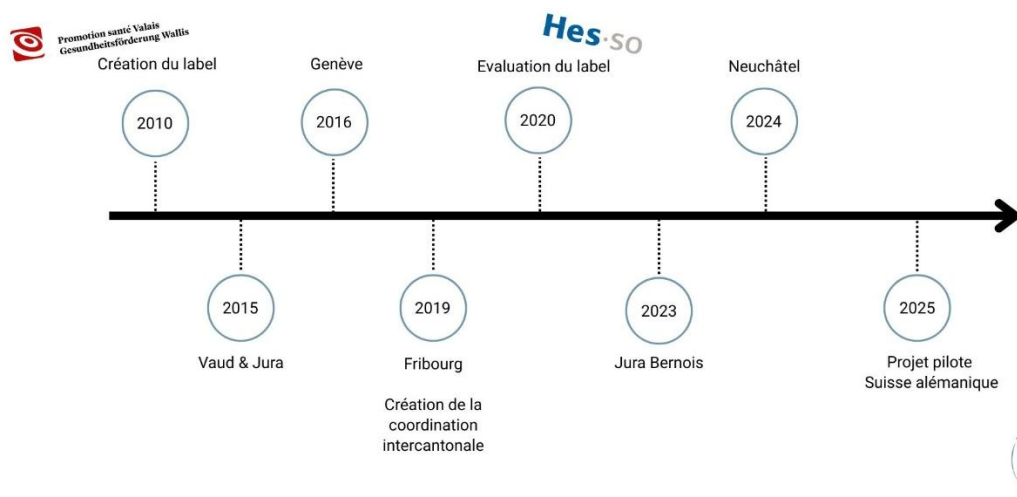 Promotion santé Valais
Gesundheitsförderung Wallis
Hes·so
Création du label
Genève
Evaluation du label
Neuchâtel
2010
2016
2020
2024
2015
2019
2023
2025
Vaud & Jura
Fribourg
Jura Bernois
Projet pilote
Suisse alémanique
Création de la
coordination
intercantonale